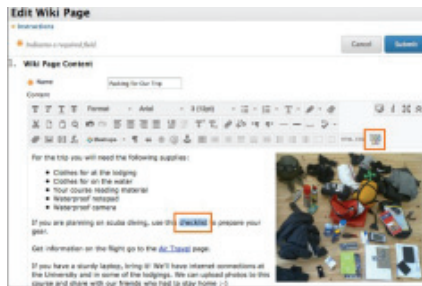 Edit Wiki Page
Instructions
Indicates a required field.
Cancel Submit
1. Wiki Page Content
Name Packing for Our Trip
Content
T T T T Format Arial 3 (12pt)
Mashups
HTML CSS
For the trip you will need the following supplies:
Clothes for at the lodging
Clothes for on the water
Your course reading material
Waterproof notepad
Waterproof camera
If you are planning on scuba diving, use this checklist to prepare your
gear.
Get information on the flight go to the Air Travel page.
If you have a sturdy laptop, bring it! We'll have internet connections at
the University and in some of the lodgings. We can upload photos to this
course and share with our friends who had to stay home :-)